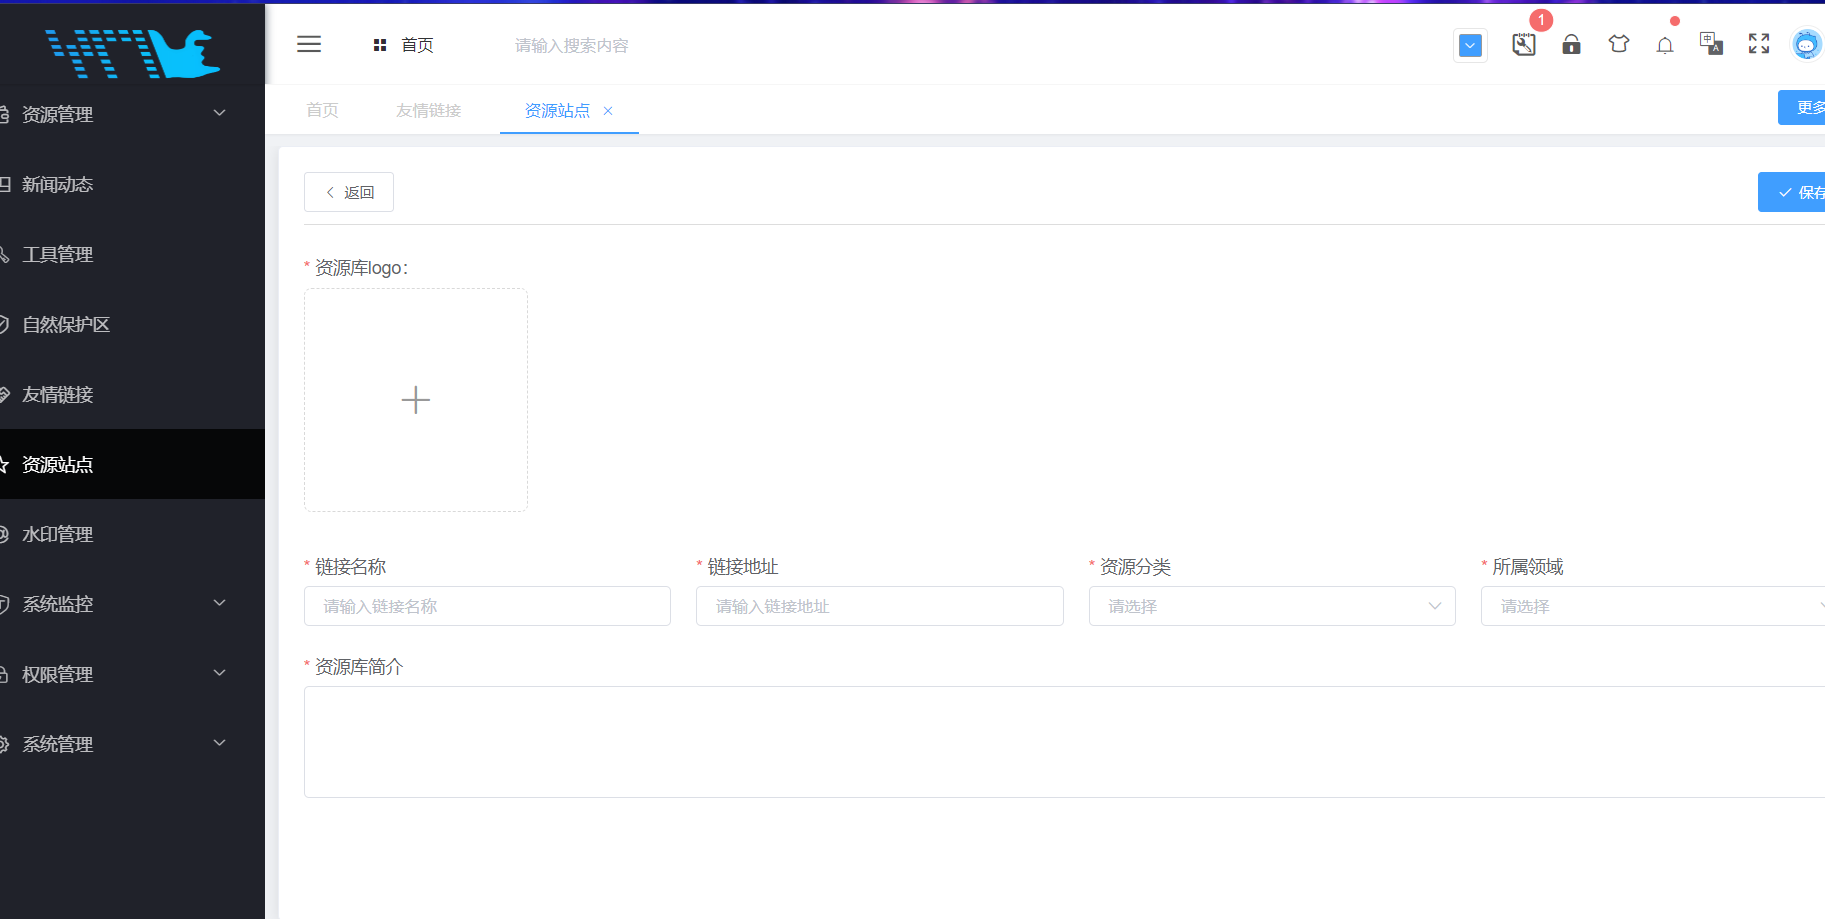 首页
请输入搜索内容
1
中
A
首页
友情链接
资源站点
更多
资源管理
新闻动态
工具管理
自然保护区
友情链接
资源站点
水印管理
系统监控
权限管理
系统管理
返回
保存
* 资源库logo：
* 链接名称
* 链接地址
* 资源分类
* 所属领域
请输入链接名称
请输入链接地址
请选择
请选择
* 资源库简介